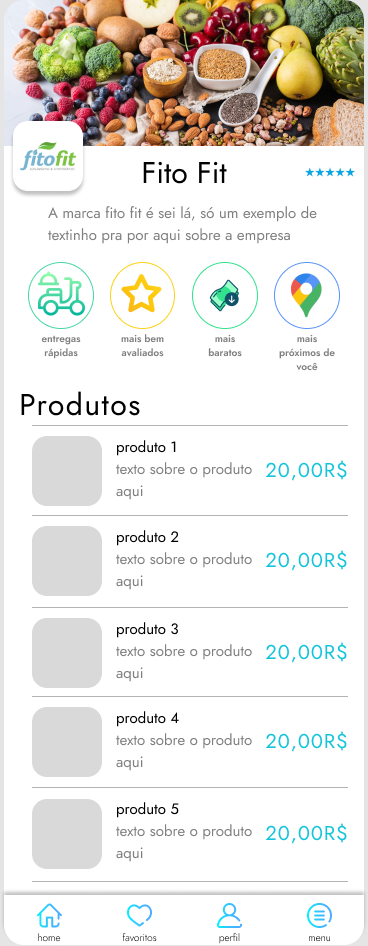 fitofit
Fito Fit
A marca fito fit é sei lá, só um exemplo de
textinho pra por aqui sobre a empresa
entregas
rápidas
mais bem
avaliados
mais
baratos
mais
próximos de
você
Produtos
produto 1
texto sobre o produto
aqui
20,00R$
produto 2
texto sobre o produto
aqui
20,00R$
produto 3
texto sobre o produto
aqui
20,00R$
produto 4
texto sobre o produto
aqui
20,00R$
produto 5
texto sobre o produto
aqui
20,00R$
home
favoritos
perfil
menu